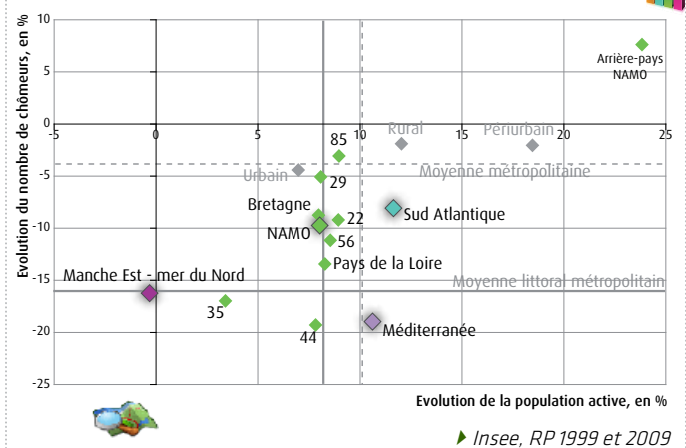 Evolution du nombre de chômeurs, en %
10
5
0
-5
-10
-15
-20
-25
-5
0
5
10
15
20
25
Arrière-pays
NAMO
Rural
Périurbain
85
Urbain
Moyenne métropolitaine
29
Bretagne
22
Sud Atlantique
NAMO
56
Pays de la Loire
Manche Est - mer du Nord
Moyenne littoral métropolitain
35
44
Méditerranée
Evolution de la population active, en %
Insee, RP 1999 et 2009